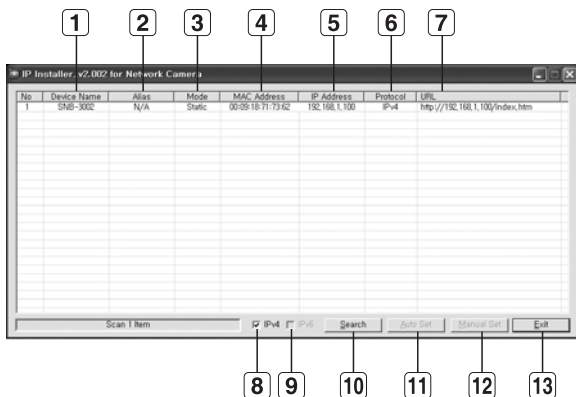 1 2 3 4 5 6 7
IP Installer, v2.002 for Network Camera
No Device Name Alias Mode MAC Address IP Address Protocol URL
1 SNB-3002 N/A Static 00:09:18:71:73:62 192,168,1,100 IPv4 http://192,168,1,100/index,htm
Scan 1 Item IPv4 IPv6 Search Auto Set Manual Set Exit
8 9 10 11 12 13